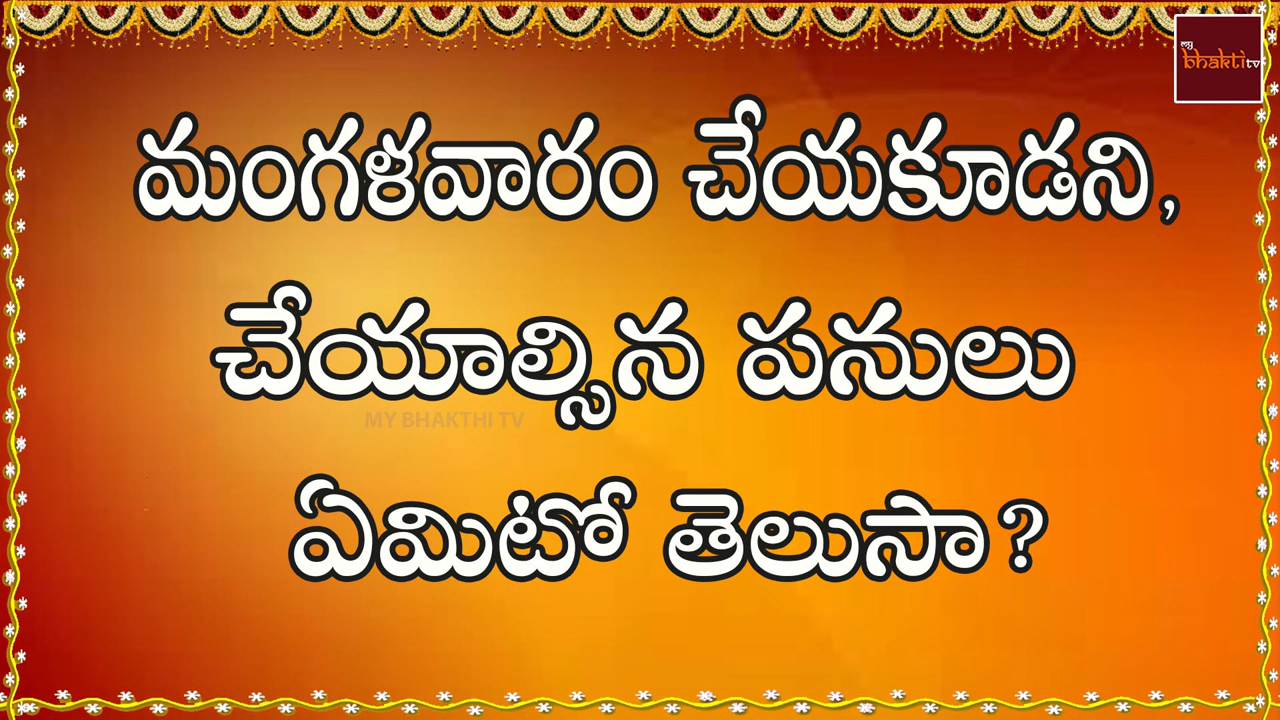 my
bhakti tv
మంగళవారం చేయకూడని,
చేయాల్సిన పనులు
MY BHAKTHI TV
ఏమిటో తెలుసా?